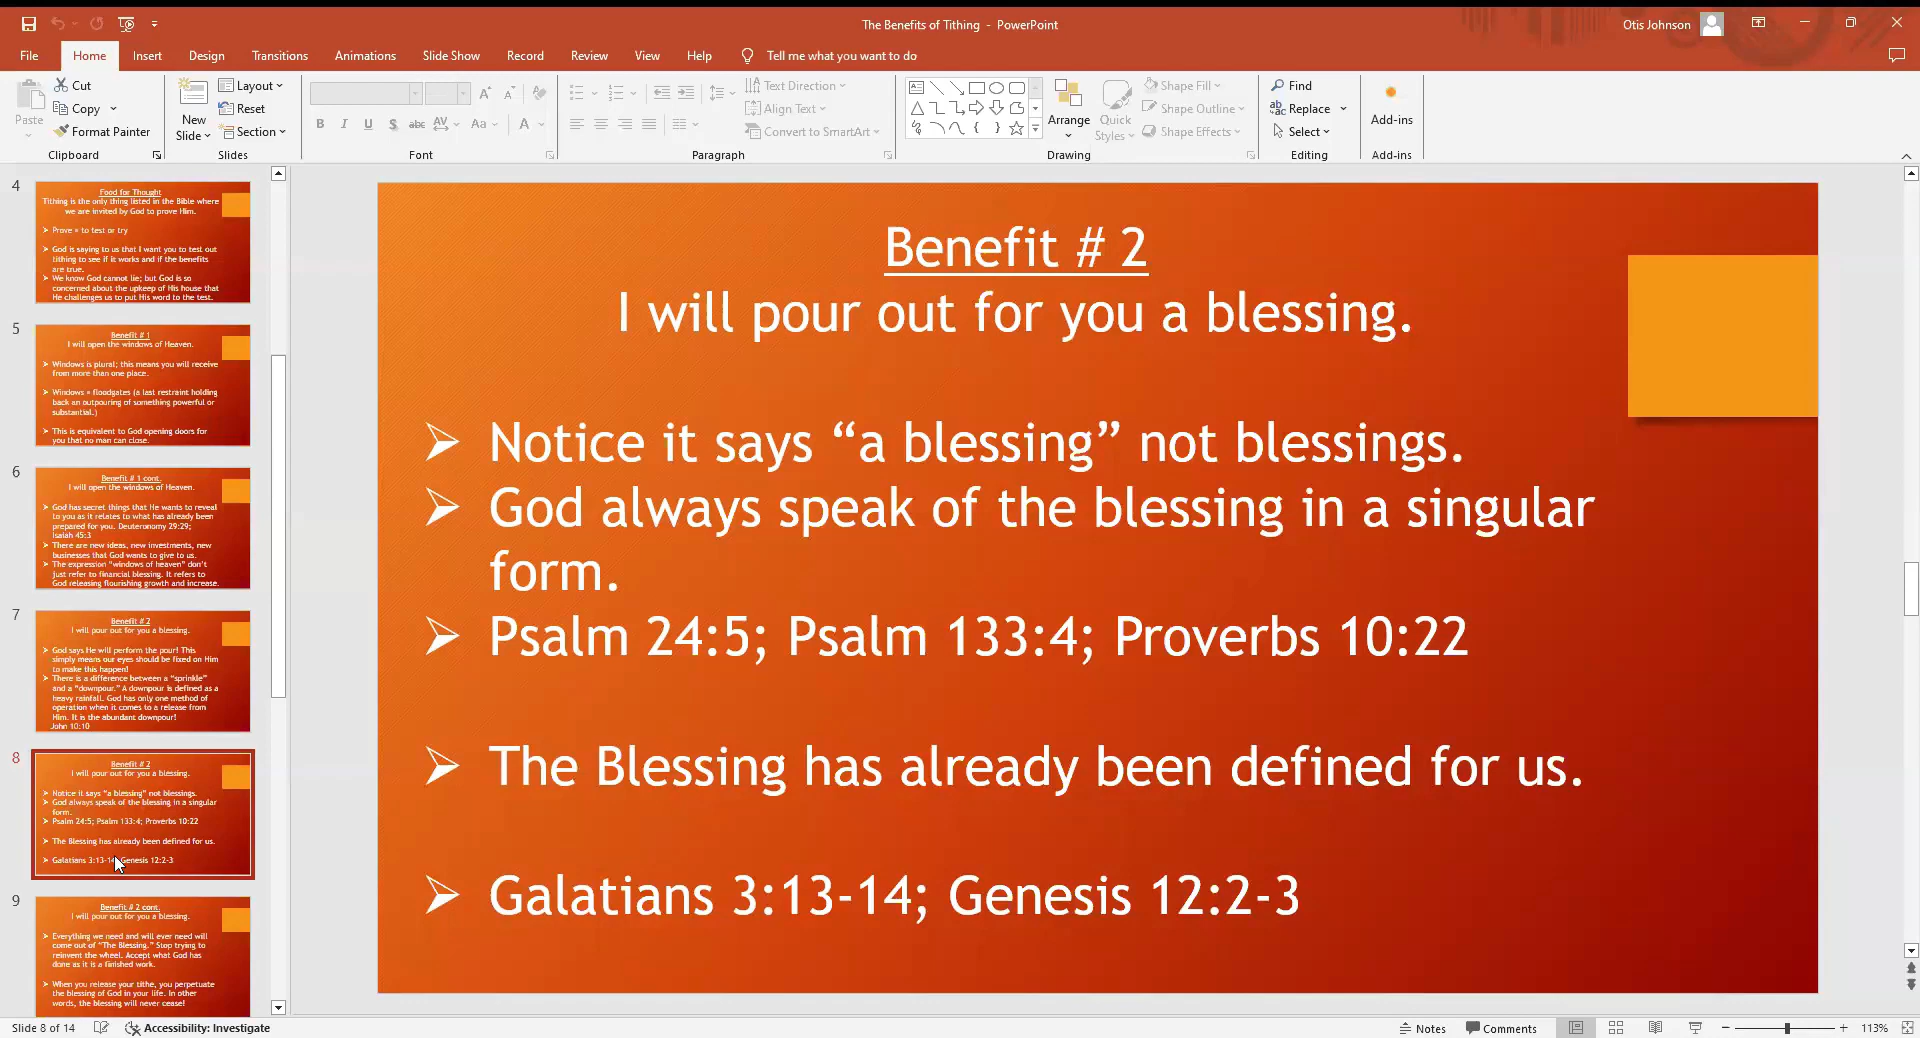 The Benefits of Tithing - PowerPoint
Otis Johnson
File Home Insert Design Transitions Animations Slide Show Record Review View Help Tell me what you want to do
Paste
Cut
Copy
Format Painter
Clipboard
New
Slide
Layout
Reset
Section
Slides
B I U S abc AV Aa A
Font
Text Direction
Align Text
Convert to SmartArt
Paragraph
Arrange
Quick
Styles
Shape Fill
Shape Outline
Shape Effects
Drawing
Find
Replace
Select
Editing
Add-ins
Add-ins
4
Food for Thought
Tithing is the only thing listed in the Bible where
we are invited by God to prove Him.
Prove = to test or try
God is saying to us that I want you to test out
tithing to see if it works and if the benefits
are true.
We know God cannot lie; but God is so
concerned about the upkeep of His house that
He challenges us to put His word to the test.
5
Benefit # 1
I will open the windows of Heaven.
Windows is plural; this means you will receive
from more than one place.
Windows = floodgates (a last restraint holding
back an outpouring of something powerful or
substantial.)
This is equivalent to God opening doors for
you that no man can close.
6
Benefit # 1 cont.
I will open the windows of Heaven.
God has secret things that He wants to reveal
to you as it relates to what has already been
prepared for you. Deuteronomy 29:29;
Isaiah 45:3
There are new ideas, new investments, new
businesses that God wants to give to us.
The expression "windows of heaven" don't
just refer to financial blessing. It refers to
God releasing flourishing growth and increase.
7
Benefit # 2
I will pour out for you a blessing.
God says He will perform the pour! This
simply means our eyes should be fixed on Him
to make this happen!
There is a difference between a "sprinkle"
and a "downpour." A downpour is defined as a
heavy rainfall. God has only one method of
operation when it comes to a release from
Him. It is the abundant downpour!
John 10:10
8
Benefit # 2
I will pour out for you a blessing.
Notice it says "a blessing" not blessings.
God always speak of the blessing in a singular
form.
Psalm 24:5; Psalm 133:4; Proverbs 10:22
The Blessing has already been defined for us.
Galatians 3:13-14; Genesis 12:2-3
9
Benefit # 2 cont.
I will pour out for you a blessing.
Everything we need and will ever need will
come out of "The Blessing." Stop trying to
reinvent the wheel. Accept what God has
done as it is a finished work.
When you release your tithe, you perpetuate
the blessing of God in your life. In other
words, the blessing will never cease!
Benefit # 2
I will pour out for you a blessing.
Notice it says “a blessing” not blessings.
God always speak of the blessing in a singular
form.
Psalm 24:5; Psalm 133:4; Proverbs 10:22
The Blessing has already been defined for us.
Galatians 3:13-14; Genesis 12:2-3
Slide 8 of 14 Accessibility: Investigate
Notes Comments 113%